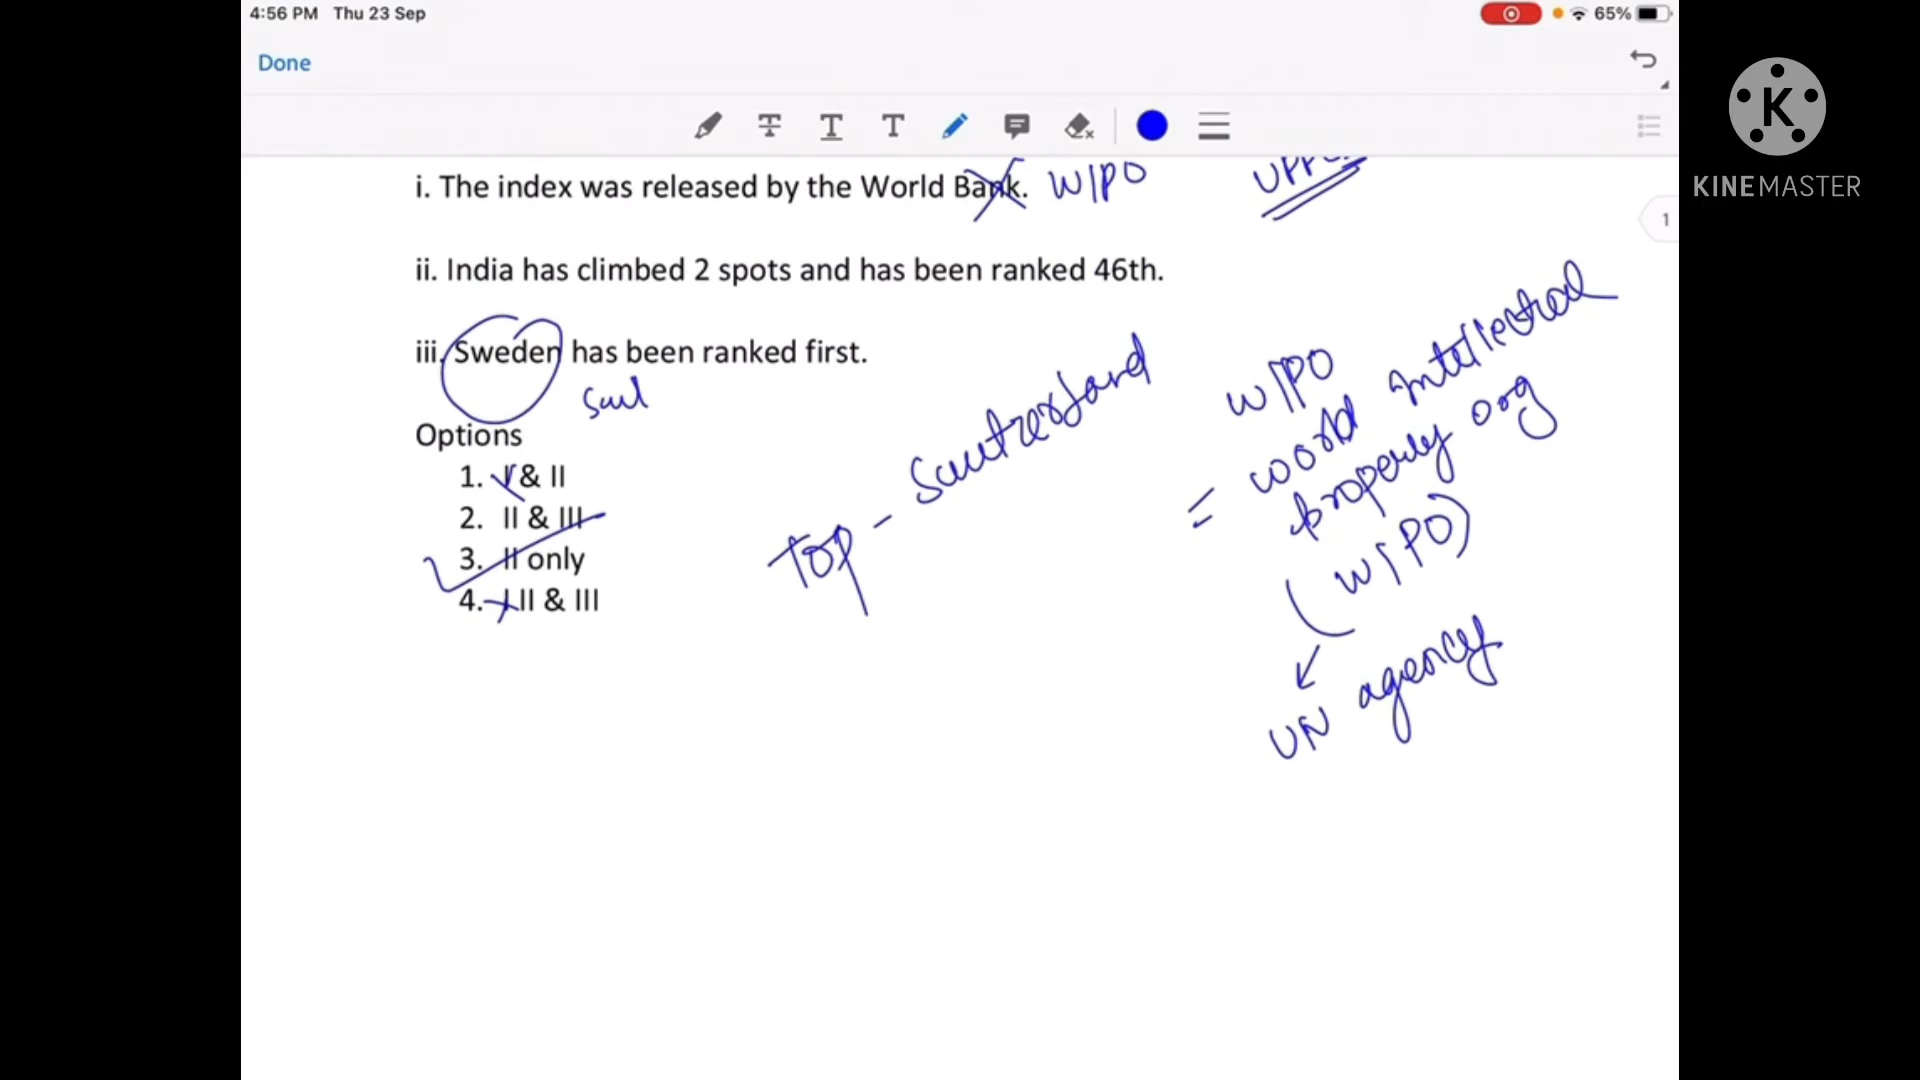 4:56 PM Thu 23 Sep
65%
Done
KINEMASTER
i. The index was released by the World Bank. WIPO
1
ii. India has climbed 2 spots and has been ranked 46th.
iii. Sweden has been ranked first.
Options
1. I & II
2. II & III
3. II only
4. I II & III
Top -
WIPO
= world Intellectual
property org
WIPO)
UN agency